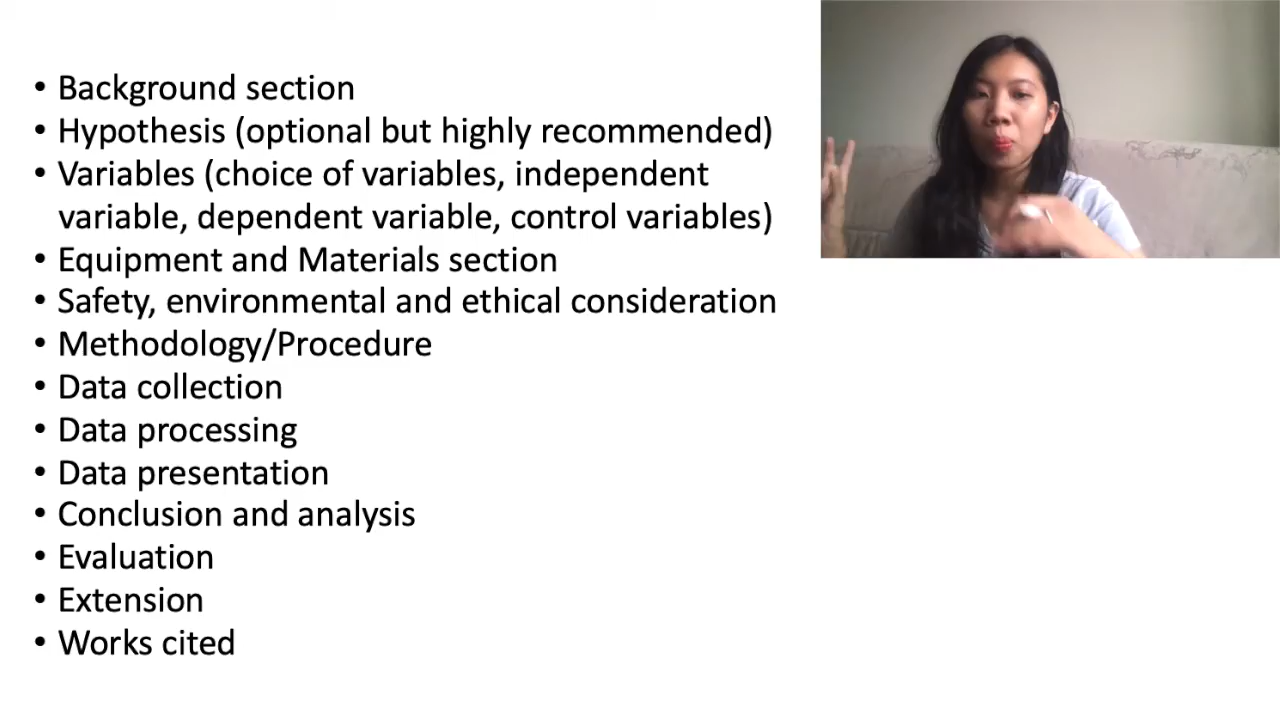 • Background section
• Hypothesis (optional but highly recommended)
• Variables (choice of variables, independent
variable, dependent variable, control variables)
• Equipment and Materials section
• Safety, environmental and ethical consideration
• Methodology/Procedure
• Data collection
• Data processing
• Data presentation
• Conclusion and analysis
• Evaluation
• Extension
• Works cited